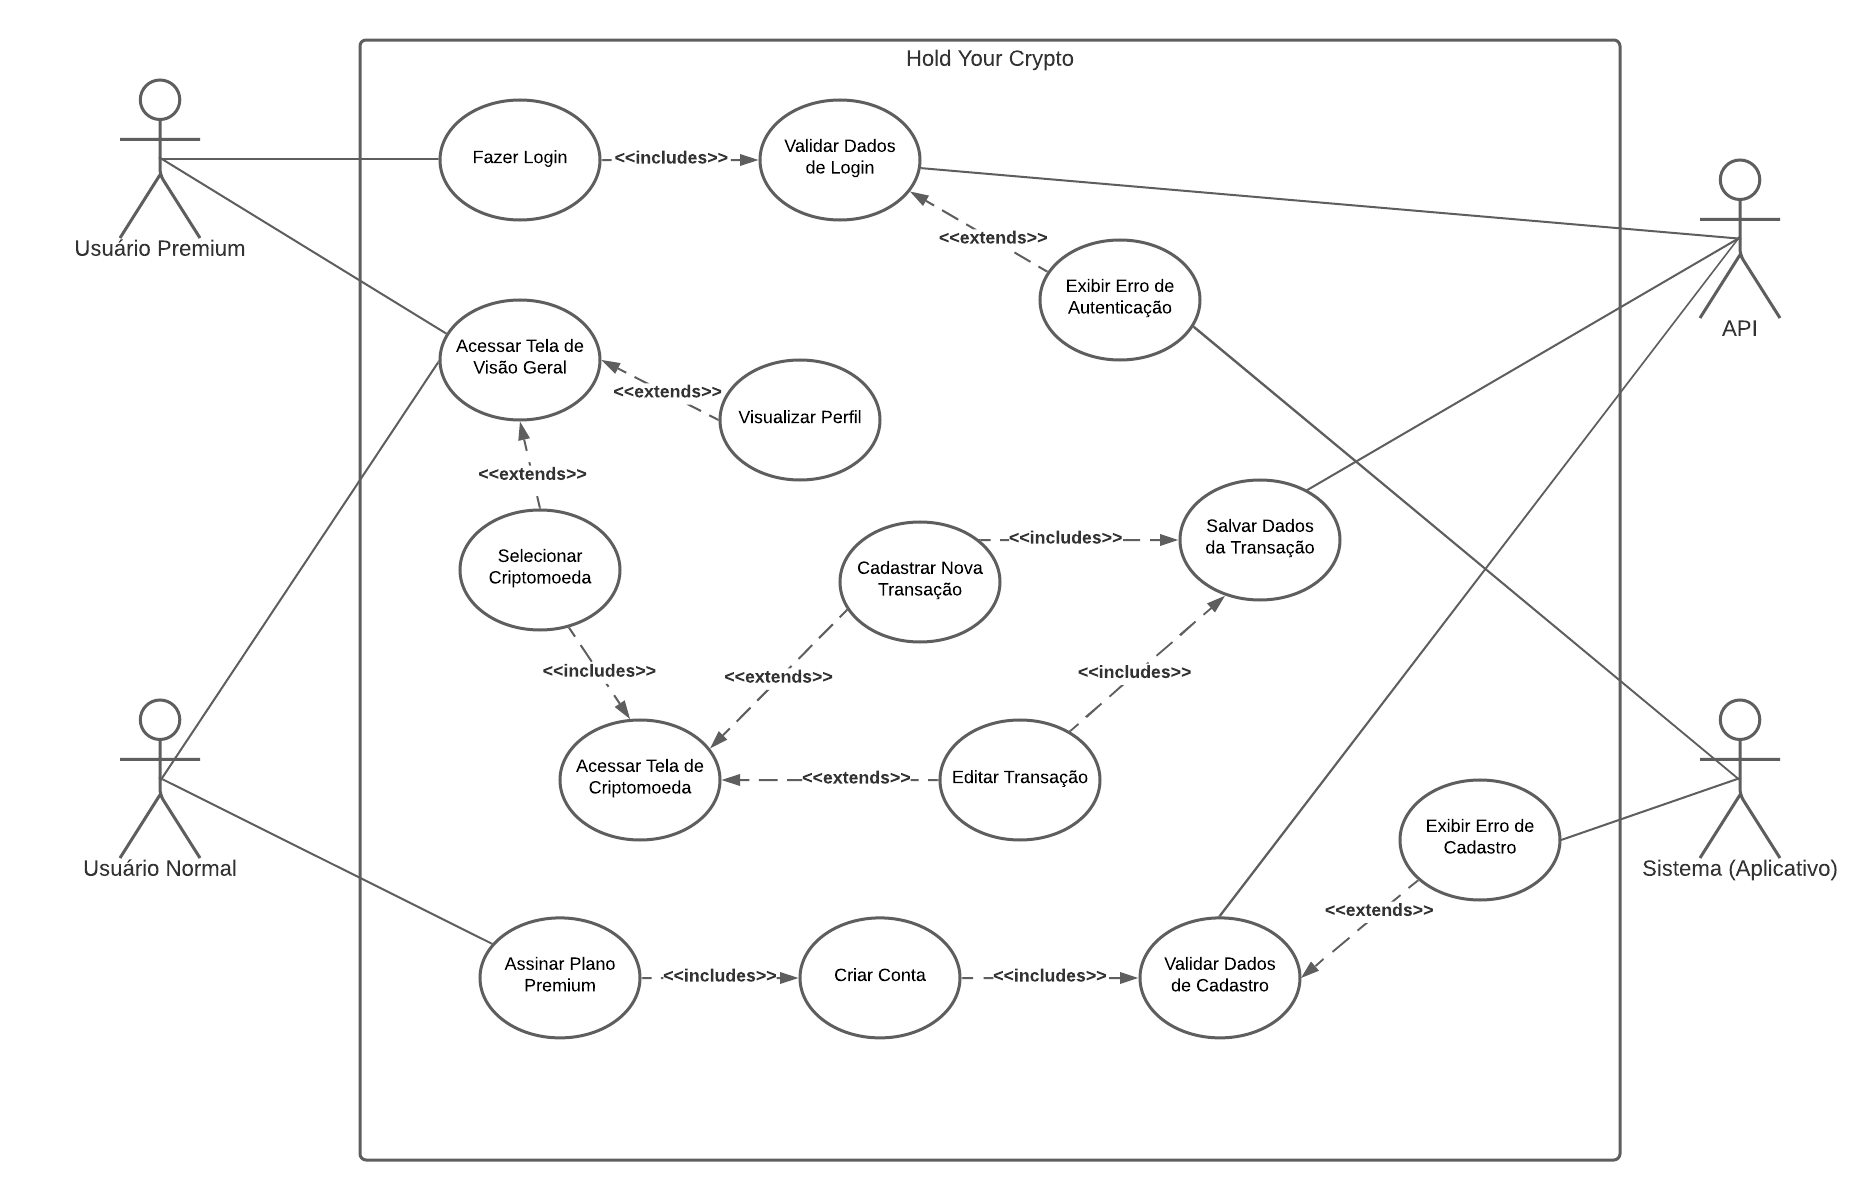 Hold Your Crypto
Fazer Login
<<includes>>
Validar Dados
de Login
Usuário Premium
<<extends>>
Exibir Erro de
Autenticação
API
Acessar Tela de
Visão Geral
<<extends>>
Visualizar Perfil
<<extends>>
Selecionar
Criptomoeda
Cadastrar Nova
Transação
<<includes>>
Salvar Dados
da Transação
<<includes>>
<<extends>>
<<includes>>
Acessar Tela de
Criptomoeda
<<extends>>
Editar Transação
Usuário Normal
Exibir Erro de
Cadastro
Sistema (Aplicativo)
<<extends>>
Assinar Plano
Premium
<<includes>>
Criar Conta
<<includes>>
Validar Dados
de Cadastro